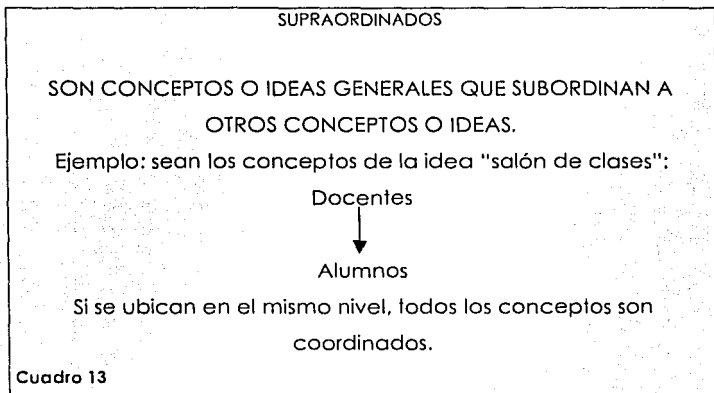 SUPRAORDINADOS
SON CONCEPTOS O IDEAS GENERALES QUE SUBORDINAN A
OTROS CONCEPTOS O IDEAS.
Ejemplo: sean los conceptos de la idea "salón de clases":
Docentes
Alumnos
Si se ubican en el mismo nivel, todos los conceptos son
coordinados.
Cuadro 13